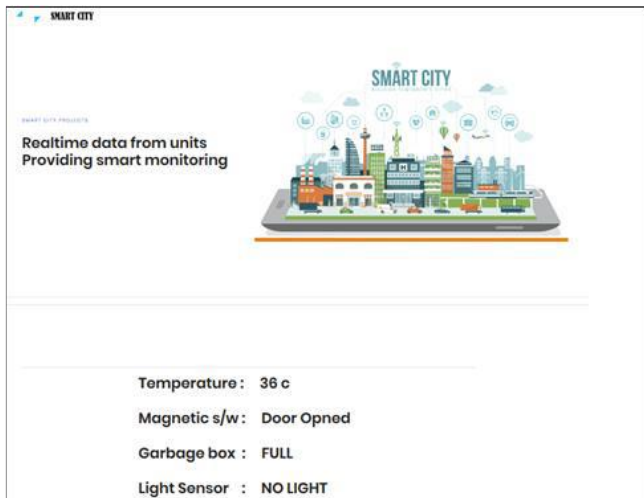 SMART CITY
SMART CITY
SMART CITY PROJECTS
Realtime data from units
Providing smart monitoring
Temperature : 36 c
Magnetic s/w : Door Opned
Garbage box : FULL
Light Sensor : NO LIGHT